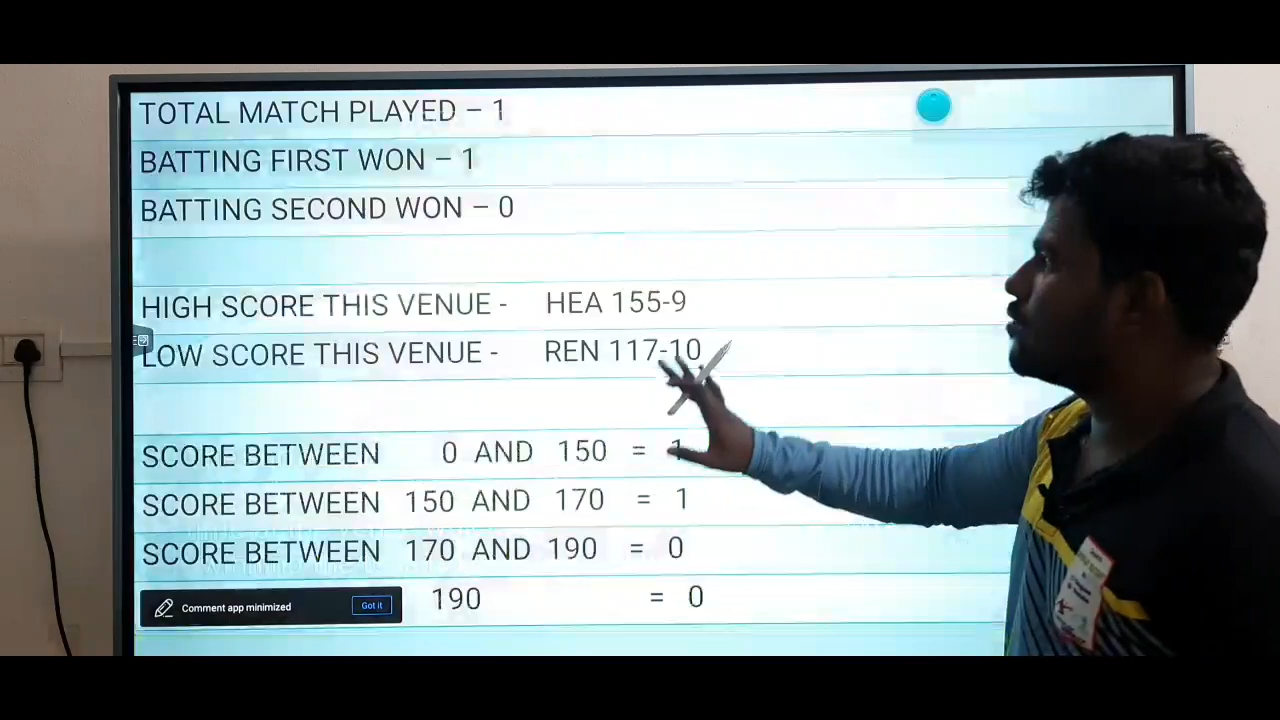 TOTAL MATCH PLAYED – 1
BATTING FIRST WON – 1
BATTING SECOND WON – 0
HIGH SCORE THIS VENUE - HEA 155-9
LOW SCORE THIS VENUE - REN 117-10
SCORE BETWEEN 0 AND 150 = 1
SCORE BETWEEN 150 AND 170 = 1
SCORE BETWEEN 170 AND 190 = 0
190 = 0
Comment app minimized Got it